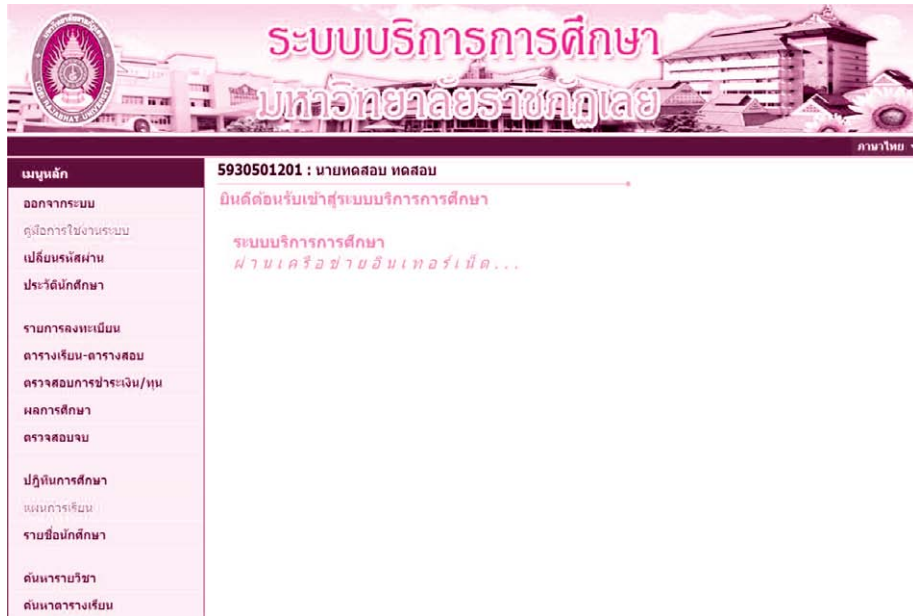 ระบบบริการการศึกษา
มหาวิทยาลัยราชภัฏเลย
ภาษาไทย
เมนูหลัก
ออกจากระบบ
คู่มือการใช้งานระบบ
เปลี่ยนรหัสผ่าน
ประวัตินักศึกษา
รายการลงทะเบียน
ตารางเรียน-ตารางสอบ
ตรวจสอบการชำระเงิน/ทุน
ผลการศึกษา
ตรวจสอบจบ
ปฏิทินการศึกษา
แผนการเรียน
รายชื่อนักศึกษา
ค้นหารายวิชา
ค้นหาตารางเรียน
5930501201 : นายทดสอบ ทดสอบ
ยินดีต้อนรับเข้าสู่ระบบบริการการศึกษา
ระบบบริการการศึกษา
ผ่านเครือข่ายอินเทอร์เน็ต...